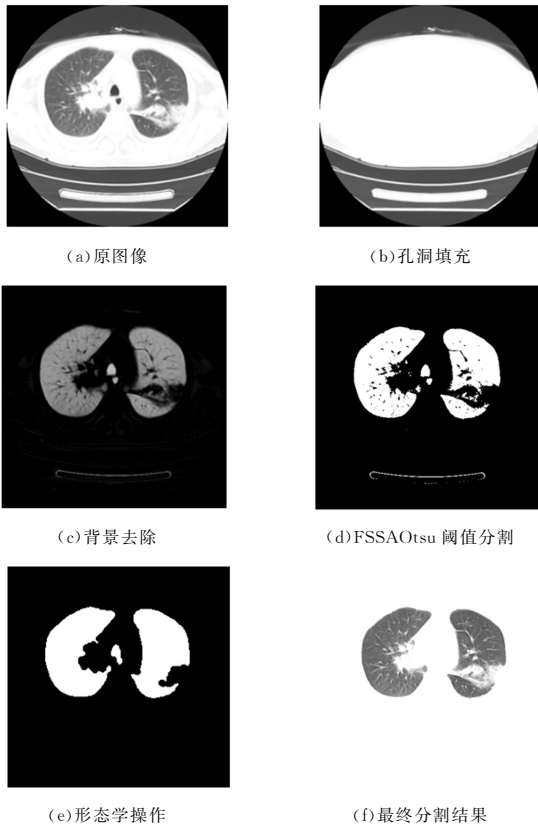 (a)原图像
(b)孔洞填充
(c)背景去除
(d)FSSAOtsu 阈值分割
(e)形态学操作
(f)最终分割结果